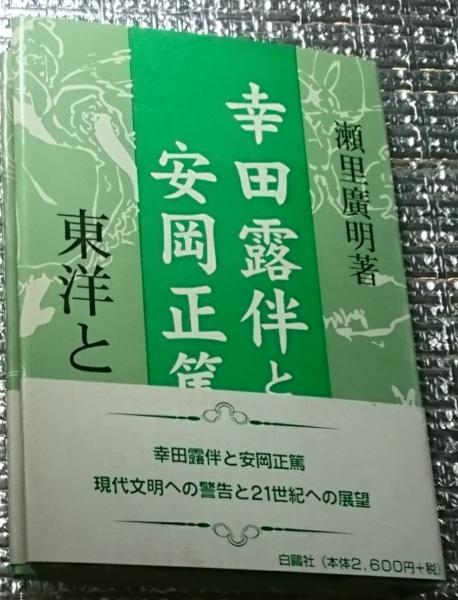 瀬里廣明著
幸田露伴と
安岡正篤
東洋と
幸田露伴と安岡正篤
現代文明への警告と21世紀への展望
白鷗社（本体2,600円+税）